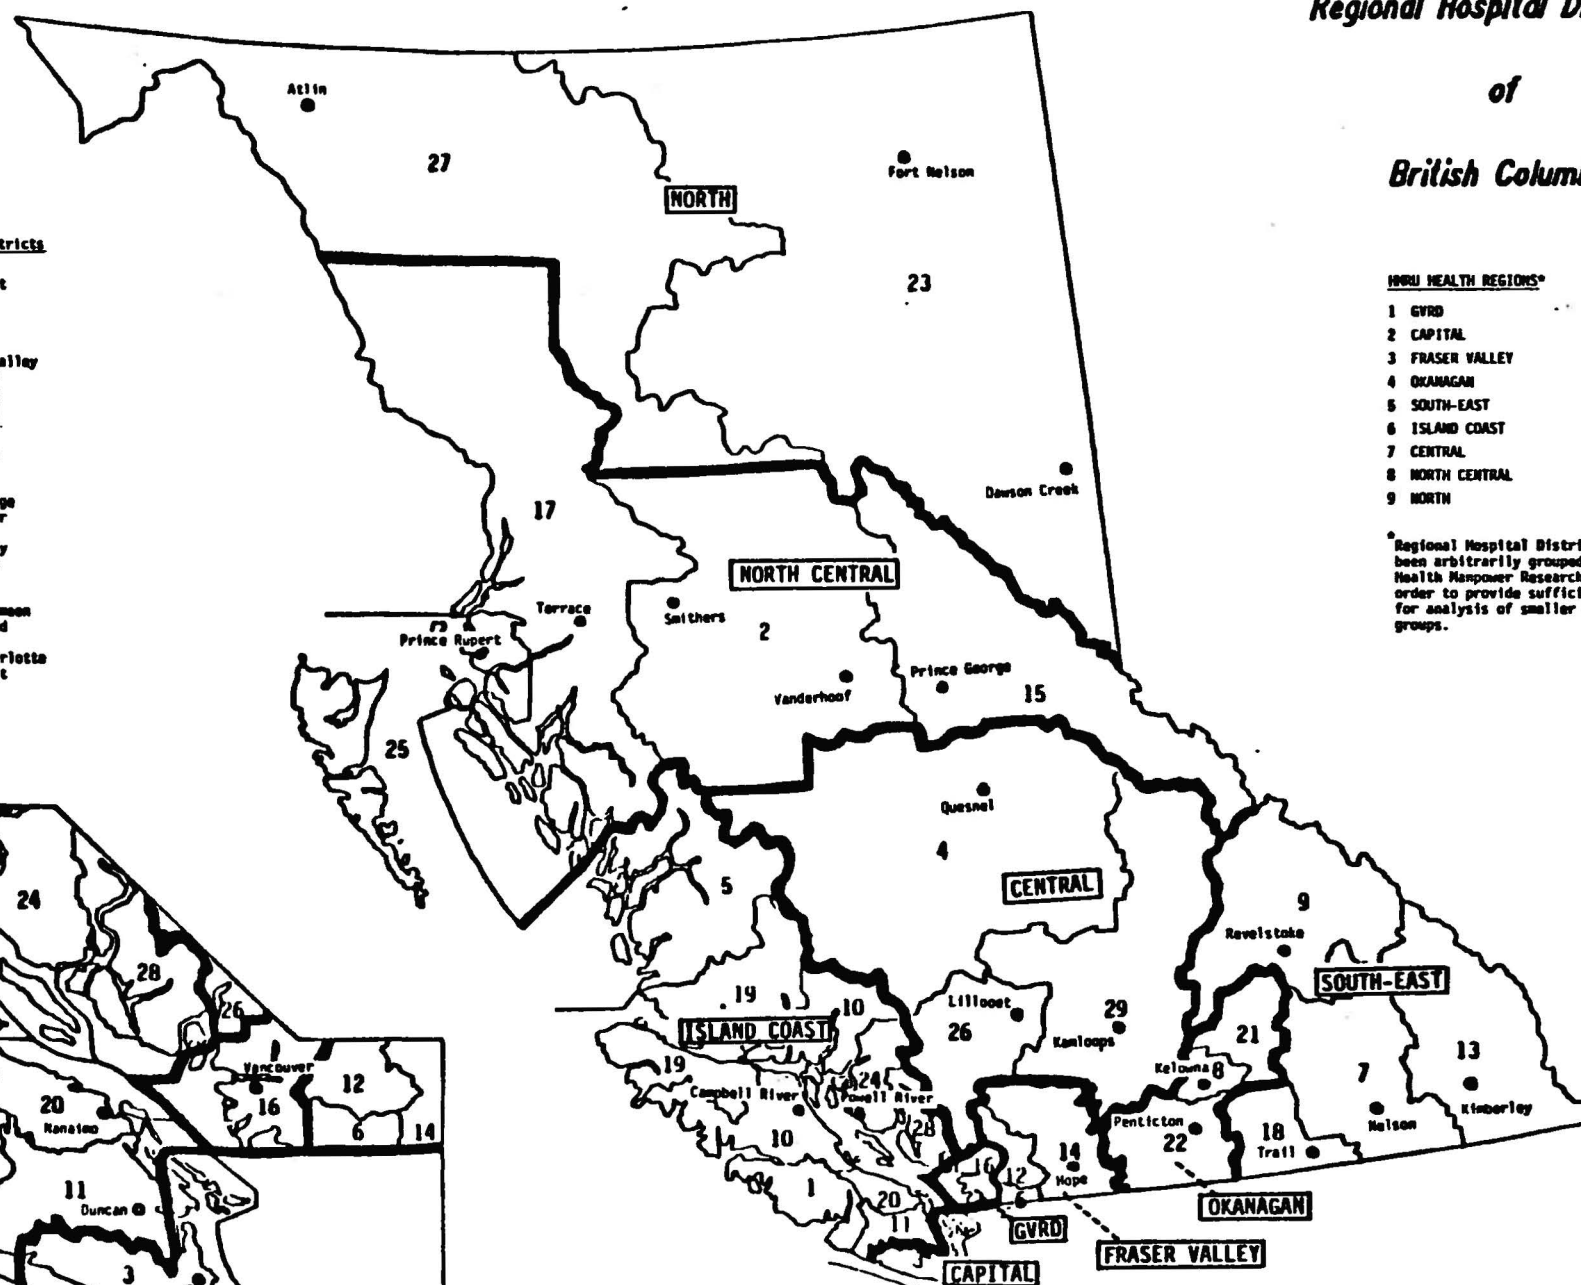 Regional Hospital D
of
British Colum
Atlin
27
Fort Nelson
NORTH
23
tricts
t
alley
ge
r
y
d
rlotte
t
HMRU HEALTH REGIONS*
1 GVRD
2 CAPITAL
3 FRASER VALLEY
4 OKANAGAN
5 SOUTH-EAST
6 ISLAND COAST
7 CENTRAL
8 NORTH CENTRAL
9 NORTH
*Regional Hospital Distri
been arbitrarily grouped
Health Manpower Research
order to provide suffici
for analysis of smaller
groups.
Dawson Creek
17
NORTH CENTRAL
Terrace
Smithers
2
Prince Rupert
Prince George
Vanderhoof
15
25
Quesnel
4
5
CENTRAL
9
Revelstoke
SOUTH-EAST
19
10
Lillooet
26
29
Kamloops
ISLAND COAST
21
13
19
24
Kelowna 8
7
Campbell River
Powell River
Kimberley
Nelson
10
28
Penticton
22
18
Trail
14
Hope
16
12
6
1
20
11
OKANAGAN
GVRD
FRASER VALLEY
CAPITAL
24
28
26
Vancouver
12
20
Nanaimo
16
6
14
11
Duncan
3